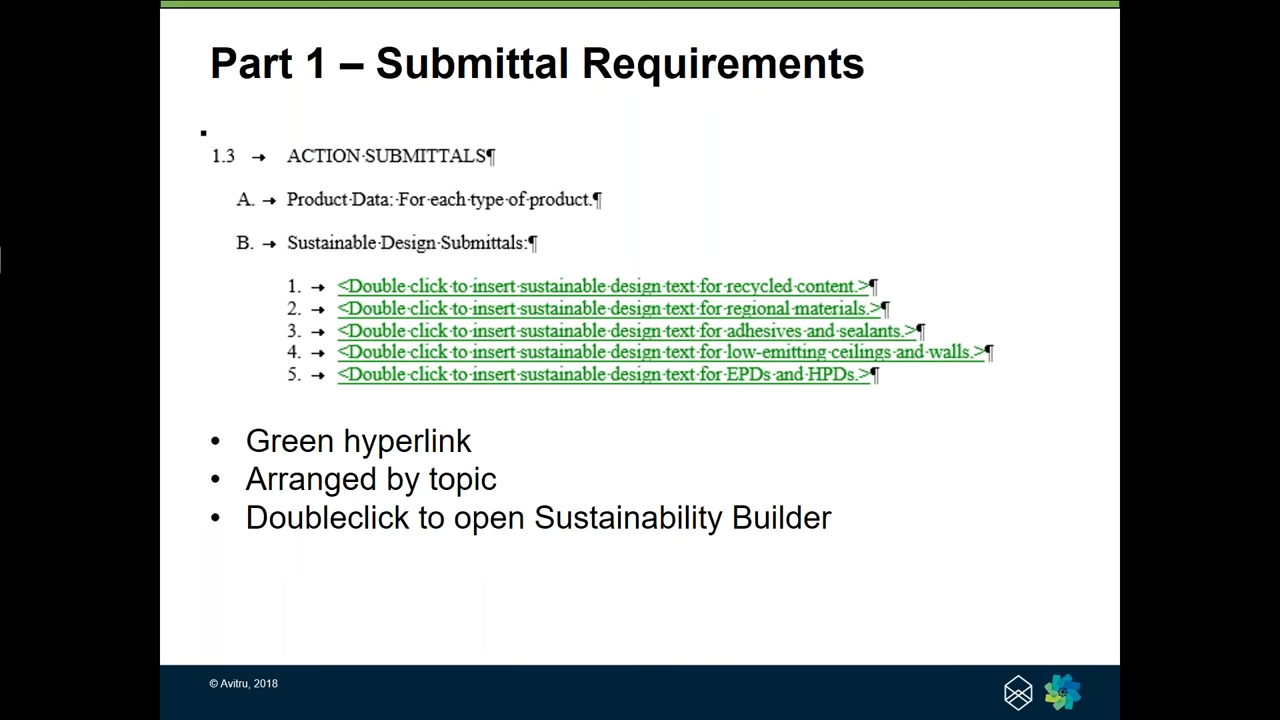 Part 1 – Submittal Requirements
1.3 → ACTION·SUBMITTALS¶
A. → Product·Data:·For·each·type·of·product.¶
B. → Sustainable·Design·Submittals:¶
1. → <Double·click·to·insert·sustainable·design·text·for·recycled·content.>¶
2. → <Double·click·to·insert·sustainable·design·text·for·regional·materials.>¶
3. → <Double·click·to·insert·sustainable·design·text·for·adhesives·and·sealants.>¶
4. → <Double·click·to·insert·sustainable·design·text·for·low-emitting·ceilings·and·walls.>¶
5. → <Double·click·to·insert·sustainable·design·text·for·EPDs·and·HPDs.>¶
• Green hyperlink
• Arranged by topic
• Doubleclick to open Sustainability Builder
© Avitru, 2018